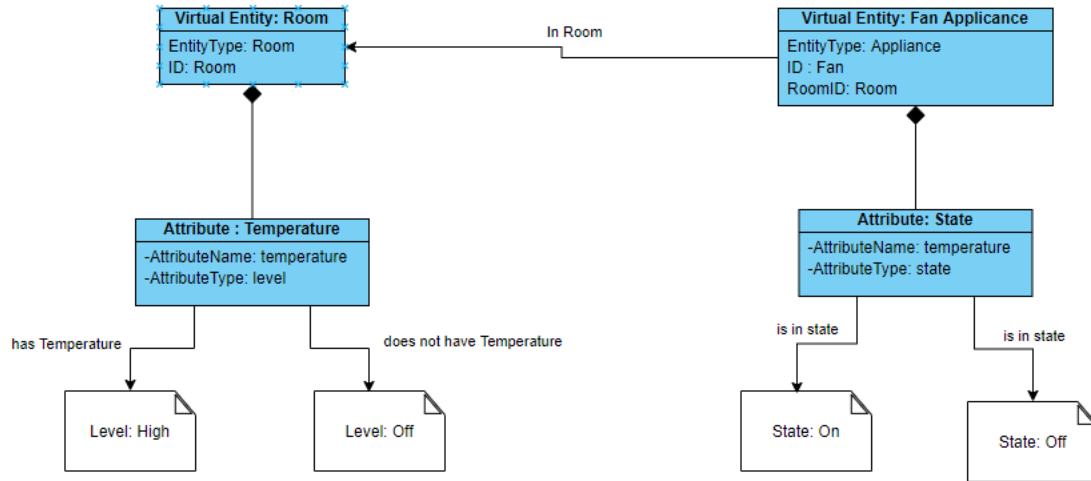 Virtual Entity: Room
EntityType: Room
ID: Room
In Room
Virtual Entity: Fan Applicance
EntityType: Appliance
ID : Fan
RoomID: Room
Attribute : Temperature
-AttributeName: temperature
-AttributeType: level
Attribute: State
-AttributeName: temperature
-AttributeType: state
has Temperature
does not have Temperature
is in state
is in state
Level: High
Level: Off
State: On
State: Off